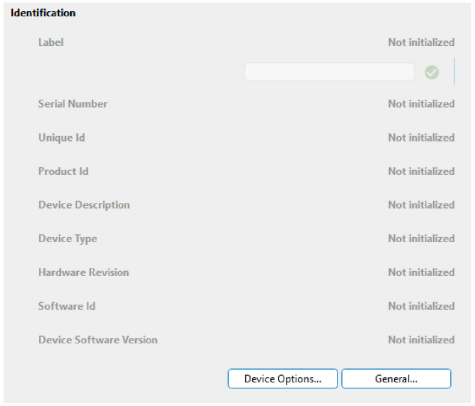 Identification
Label Not initialized
Serial Number Not initialized
Unique Id Not initialized
Product Id Not initialized
Device Description Not initialized
Device Type Not initialized
Hardware Revision Not initialized
Software Id Not initialized
Device Software Version Not initialized
Device Options... General...